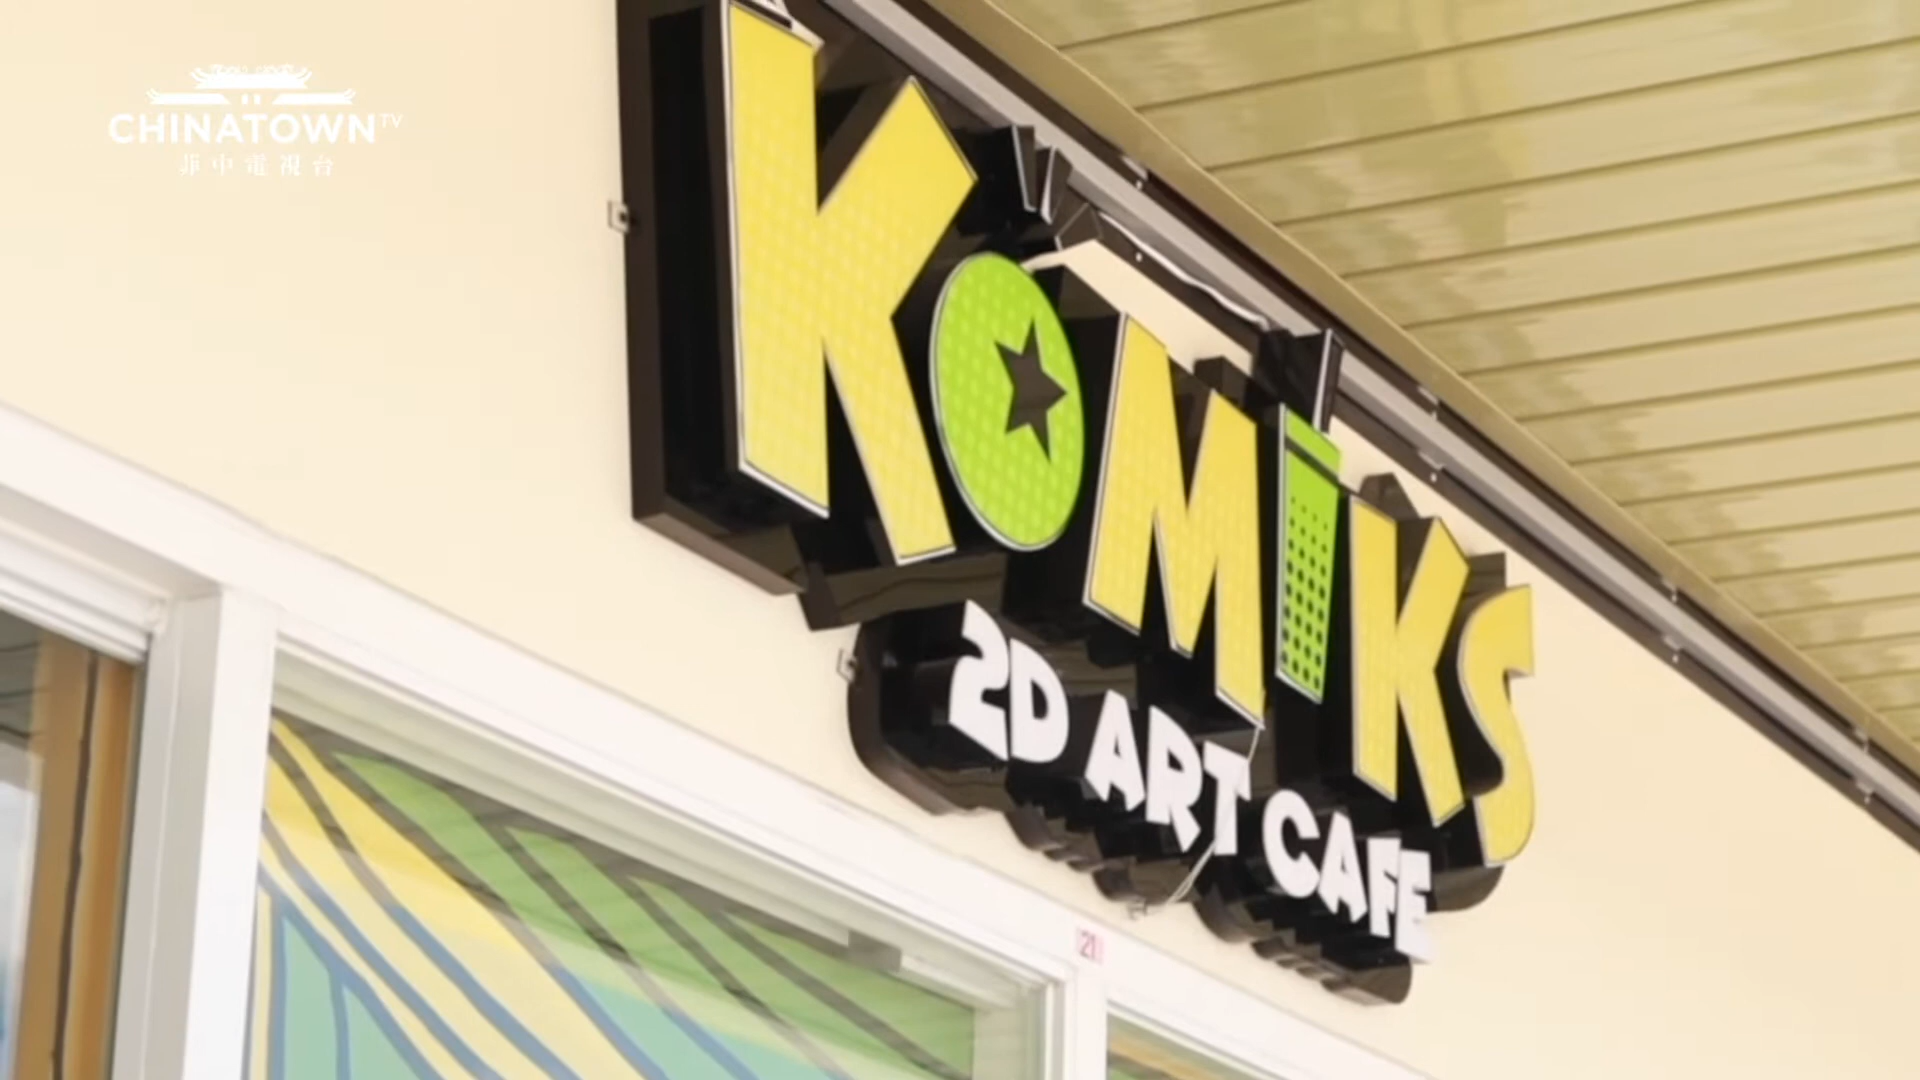 CHINATOWN TV
菲中電視台
KOMIKS
2D ART CAFE
21